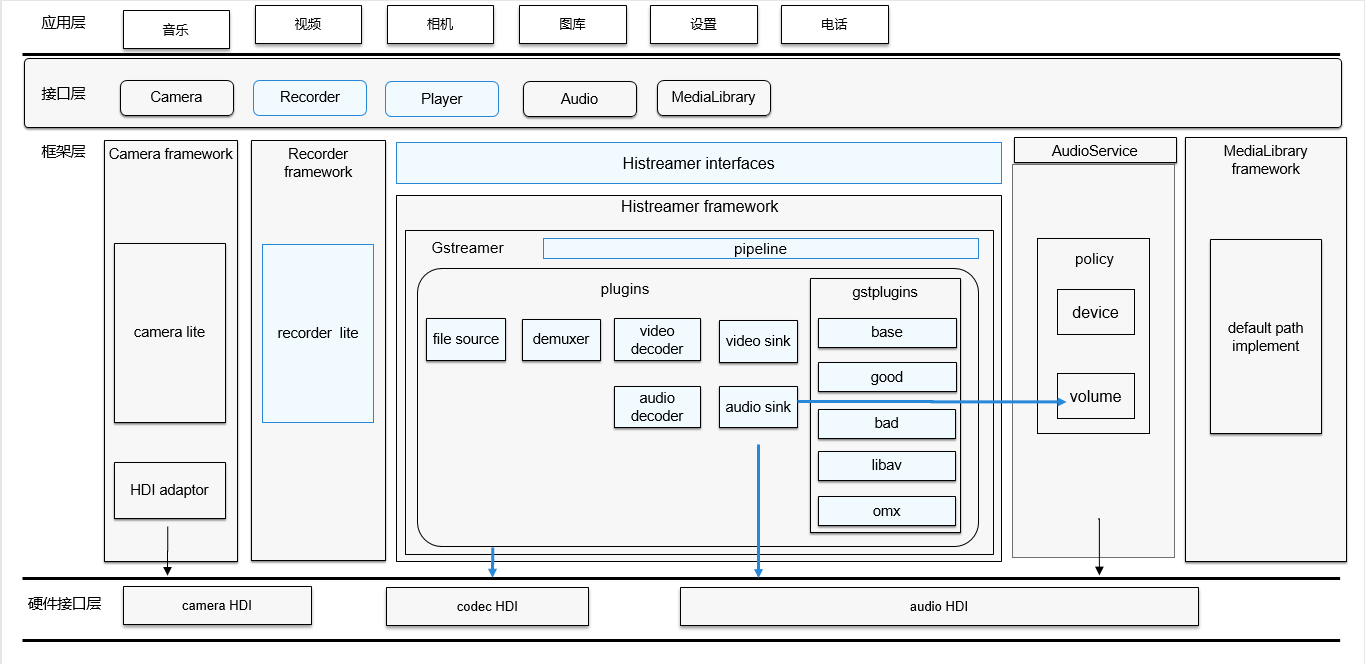 应用层
音乐
视频
相机
图库
设置
电话
接口层
Camera
Recorder
Player
Audio
MediaLibrary
框架层
Camera framework
camera lite
HDI adaptor
Recorder
framework
recorder lite
Histreamer interfaces
Histreamer framework
Gstreamer
pipeline
plugins
file source
demuxer
video
decoder
video sink
audio
decoder
audio sink
gstplugins
base
good
bad
libav
omx
AudioService
policy
device
volume
MediaLibrary
framework
default path
implement
硬件接口层
camera HDI
codec HDI
audio HDI